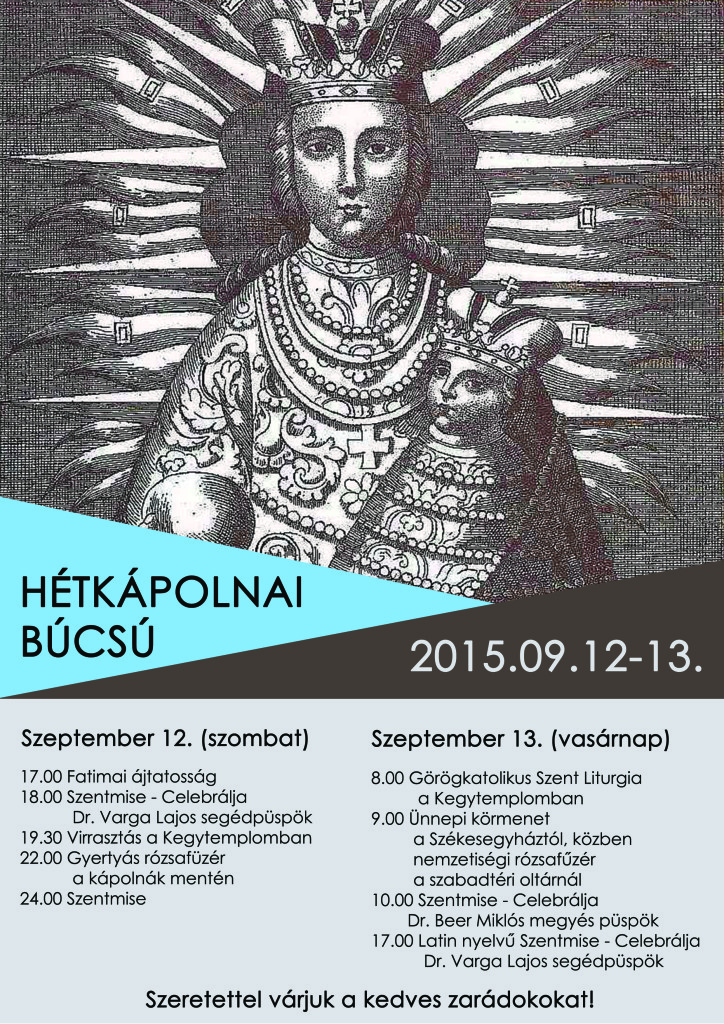 HÉTKÁPOLNAI
BÚCSÚ
2015.09.12-13.
Szeptember 12. (szombat)
17.00 Fatimai ájtatosság
18.00 Szentmise - Celebrálja
Dr. Varga Lajos segédpüspök
19.30 Virrasztás a Kegytemplomban
22.00 Gyertyás rózsafüzér
a kápolnák mentén
24.00 Szentmise
Szeptember 13. (vasárnap)
8.00 Görögkatolikus Szent Liturgia
a Kegytemplomban
9.00 Ünnepi körmenet
a Székesegyháztól, közben
nemzetiségi rózsafűzér
a szabadtéri oltárnál
10.00 Szentmise - Celebrálja
Dr. Beer Miklós megyés püspök
17.00 Latin nyelvű Szentmise - Celebrálja
Dr. Varga Lajos segédpüspök
Szeretettel várjuk a kedves zarádokokat!